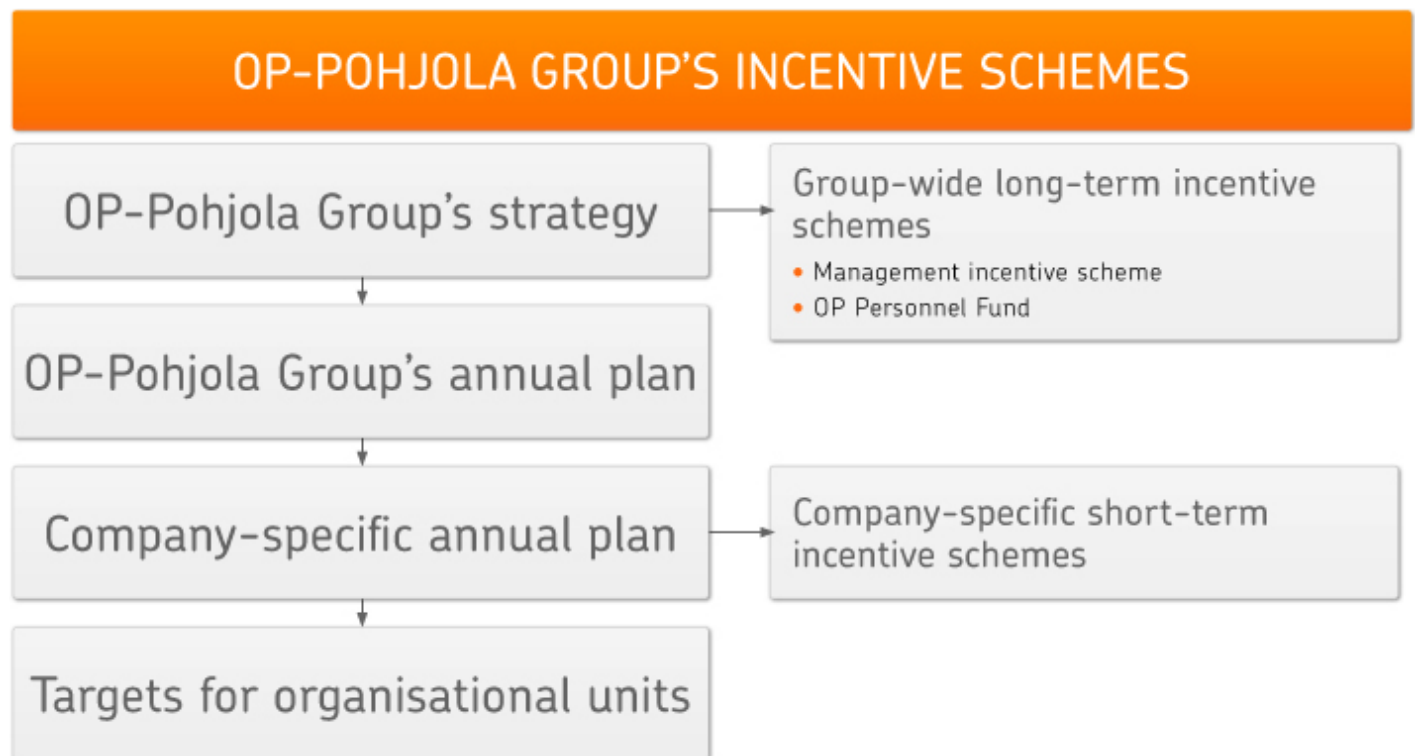 OP-POHJOLA GROUP'S INCENTIVE SCHEMES
OP-Pohjola Group's strategy
Group-wide long-term incentive
schemes
• Management incentive scheme
• OP Personnel Fund
OP-Pohjola Group's annual plan
Company-specific annual plan
Company-specific short-term
incentive schemes
Targets for organisational units